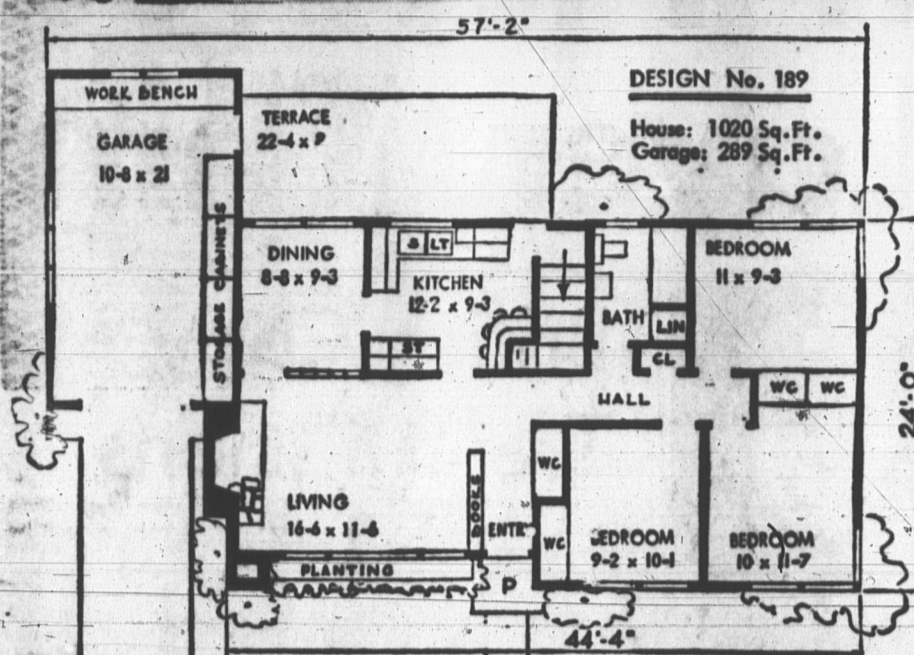 57'-2"
DESIGN No. 189
House: 1020 Sq.Ft.
Garage: 289 Sq.Ft.
WORK BENCH
GARAGE
10-8 x 21
TERRACE
22-4 x
STORAGE CABINETS
DINING
8-8 x 9-3
S
LT
KITCHEN
12-2 x 9-3
ST
BATH
LIN
CL
BEDROOM
11 x 9-3
WC
WC
HALL
24'-0"
WC
WC
BOOKS
ENTR
LIVING
16-6 x 11-6
PLANTING
P
BEDROOM
9-2 x 10-1
BEDROOM
10 x 11-7
44'-4"